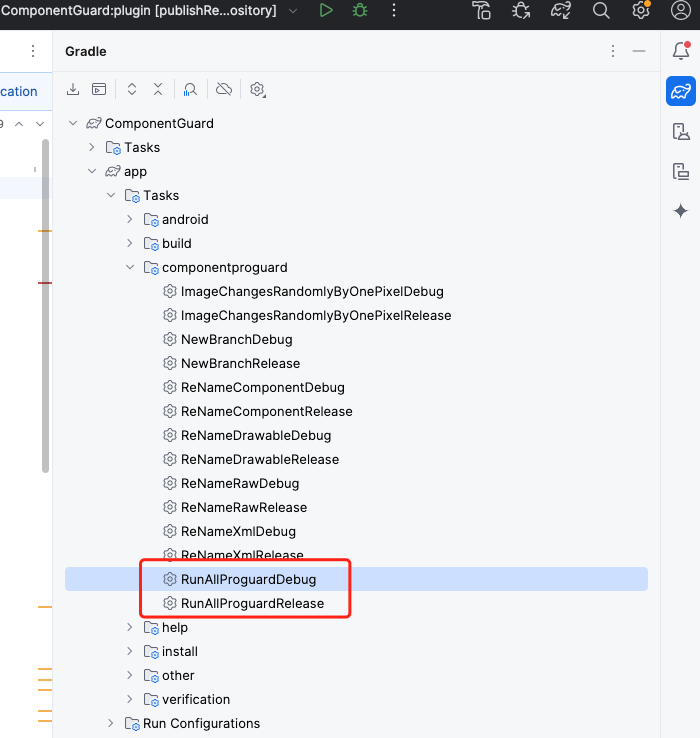 ComponentGuard:plugin [publishRe...ository]
Gradle
cation
9
ComponentGuard
Tasks
app
Tasks
android
build
componentproguard
ImageChangesRandomlyByOnePixelDebug
ImageChangesRandomlyByOnePixelRelease
NewBranchDebug
NewBranchRelease
ReNameComponentDebug
ReNameComponentRelease
ReNameDrawableDebug
ReNameDrawableRelease
ReNameRawDebug
ReNameRawRelease
ReNameXmlDebug
ReNameXmlRelease
RunAllProguardDebug
RunAllProguardRelease
help
install
other
verification
Run Configurations